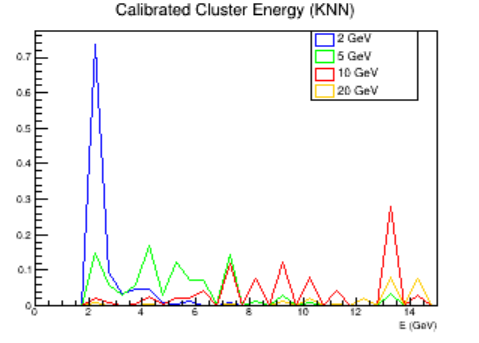 Calibrated Cluster Energy (KNN)
2 GeV
5 GeV
10 GeV
20 GeV
0.7
0.6
0.5
0.4
0.3
0.2
0.1
0
0 2 4 6 8 10 12 14
E (GeV)